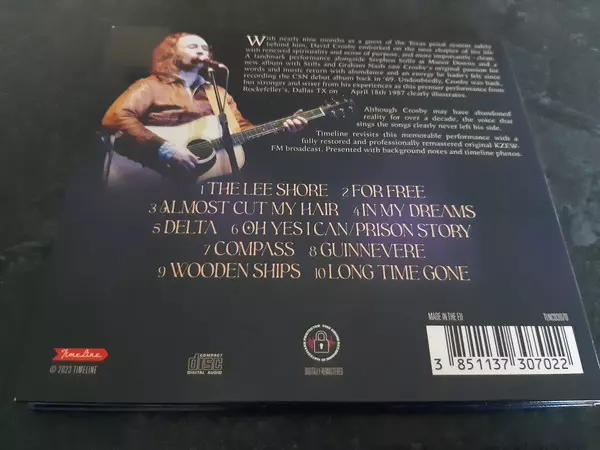 With nearly nine months as a guest of the Texas penal system safely
behind him, David Crosby embarked on the next chapter of his life
with renewed spirituality and sense of purpose, and more importantly - clean.
A landmark performance alongside Stephen Stills at and a
new album with Stills and Graham Nash saw Crosby's original passion for
words and music return with abundance and an energy he hadn't felt since
recording the CSN debut album back in '69. Undoubtedly, Crosby was back,
but stronger and wiser from his experiences as this premier performance from
Rockefeller's, Dallas TX on April 18th 1987 clearly illustrates.
Although Crosby may have abandoned
reality for over a decade, the voice that
sings the songs clearly never left his side.
Timeline revisits this memorable performance with a
fully restored and professionally remastered original KZEW-
FM broadcast. Presented with background notes and timeline photos.
1 THE LEE SHORE 2 FOR FREE
3 ALMOST CUT MY HAIR 4 IN MY DREAMS
5 DELTA 6 OH YES I CAN/PRISON STORY
7 COMPASS 8 GUINNEVERE
9 WOODEN SHIPS 10 LONG TIME GONE
MADE IN THE EU
TimeLine
© 2023 TIMELINE
COMPACT
disc
DIGITAL AUDIO
DIGITALLY REMASTERED
3 851137 307022